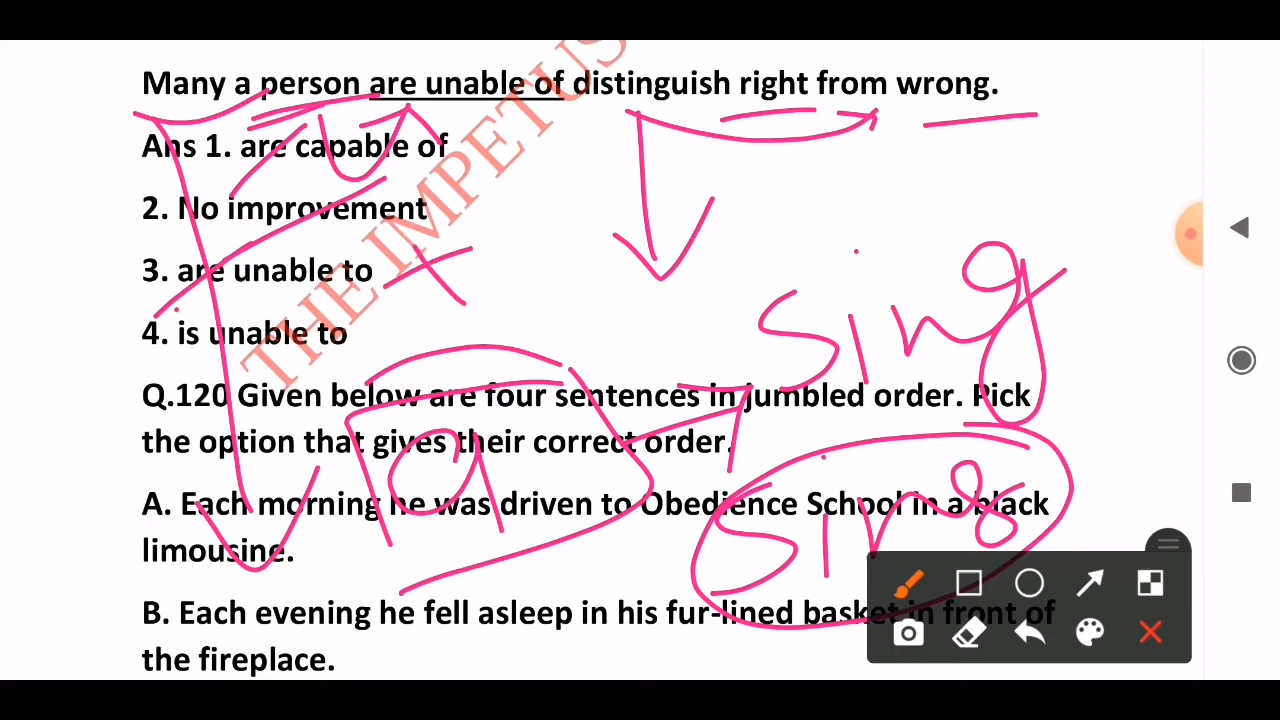 Many a person are unable of distinguish right from wrong.
Ans 1. are capable of
2. No improvement
3. are unable to
4. is unable to
Q.120 Given below are four sentences in jumbled order. Pick
the option that gives their correct order.
A. Each morning he was driven to Obedience School in a black
limousine.
B. Each evening he fell asleep in his fur-lined basket in front of
the fireplace.
THE IMPETUS
Sing
a
Sing